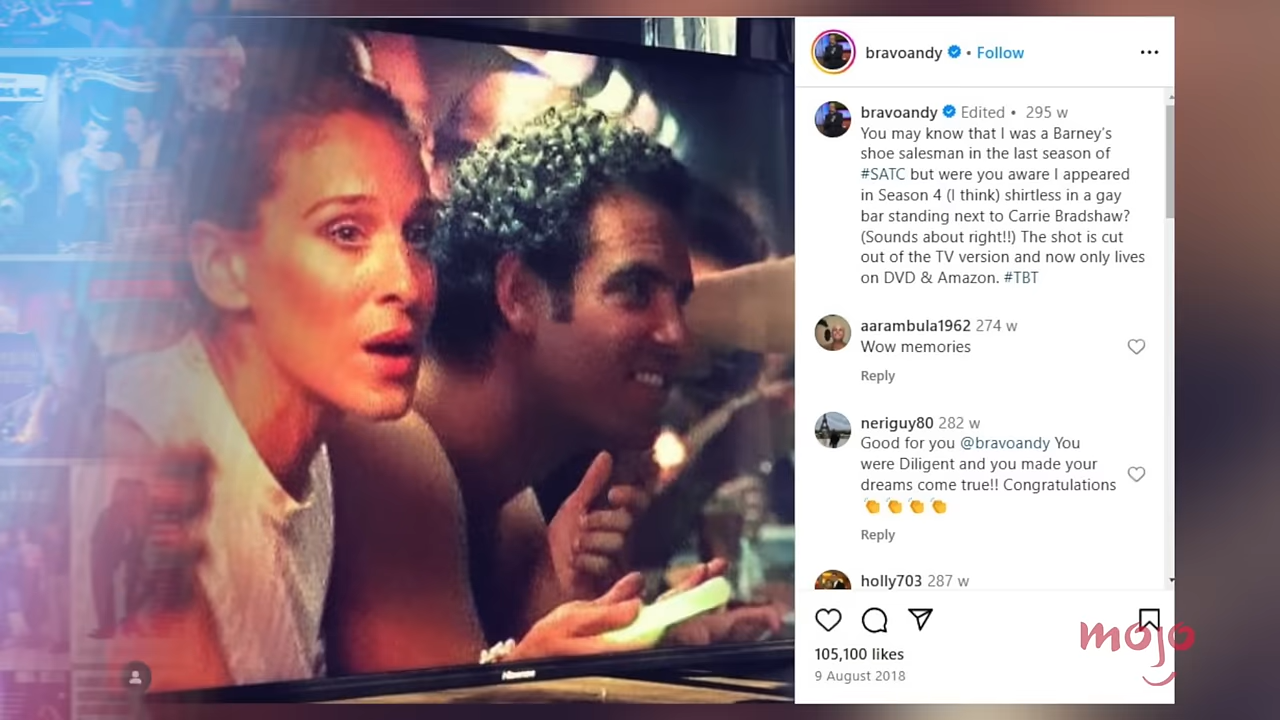 bravoandy • Follow
bravoandy Edited • 295 w
You may know that I was a Barney's
shoe salesman in the last season of
#SATC but were you aware I appeared
in Season 4 (I think) shirtless in a gay
bar standing next to Carrie Bradshaw?
(Sounds about right!!) The shot is cut
out of the TV version and now only lives
on DVD & Amazon. #TBT
aarambula1962 274 w
Wow memories
Reply
neriguy80 282 w
Good for you @bravoandy You
were Diligent and you made your
dreams come true!! Congratulations
👏 👏 👏 👏
Reply
holly703 287 w
105,100 likes
9 August 2018
mojo
Hisense